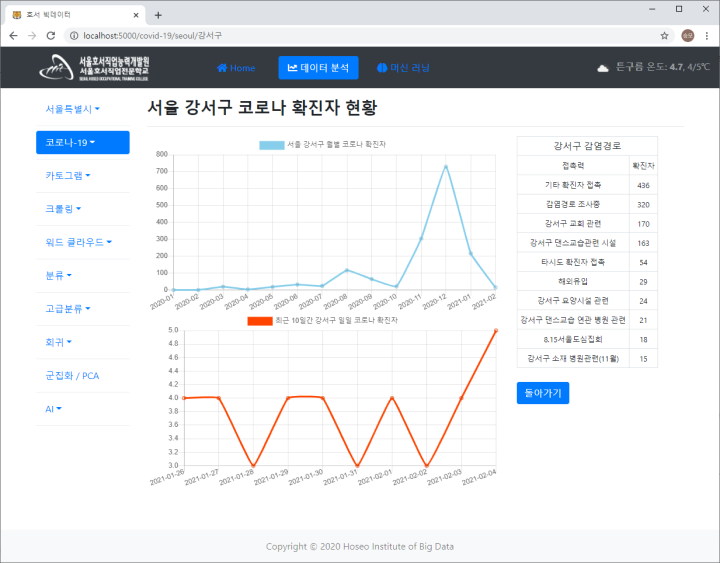 호서 빅데이터
localhost:5000/covid-19/seoul/강서구
서울호서직업능력개발원
서울호서직업전문학교
Home
데이터 분석
머신 러닝
튼구름 온도: 4.7, 4/5℃
서울특별시
코로나-19
카토그램
크롤링
워드 클라우드
분류
고급분류
회귀
군집화 / PCA
AI
서울 강서구 코로나 확진자 현황
서울 강서구 월별 코로나 확진자
800
700
600
500
400
300
200
100
0
2020-01
2020-02
2020-03
2020-04
2020-05
2020-06
2020-07
2020-08
2020-09
2020-10
2020-11
2020-12
2021-01
2021-02
최근 10일간 강서구 일일 코로나 확진자
5.0
4.8
4.6
4.4
4.2
4.0
3.8
3.6
3.4
3.2
3.0
2021-01-26
2021-01-27
2021-01-28
2021-01-29
2021-01-30
2021-01-31
2021-02-01
2021-02-02
2021-02-03
2021-02-04
강서구 감염경로
접촉력 확진자
기타 확진자 접촉 436
감염경로 조사중 320
강서구 교회 관련 170
강서구 댄스교습관련 시설 163
타시도 확진자 접촉 54
해외유입 29
강서구 요양시설 관련 24
강서구 댄스교습 연관 병원 관련 21
8.15서울도심집회 18
강서구 소재 병원관련(11월) 15
돌아가기
Copyright © 2020 Hoseo Institute of Big Data